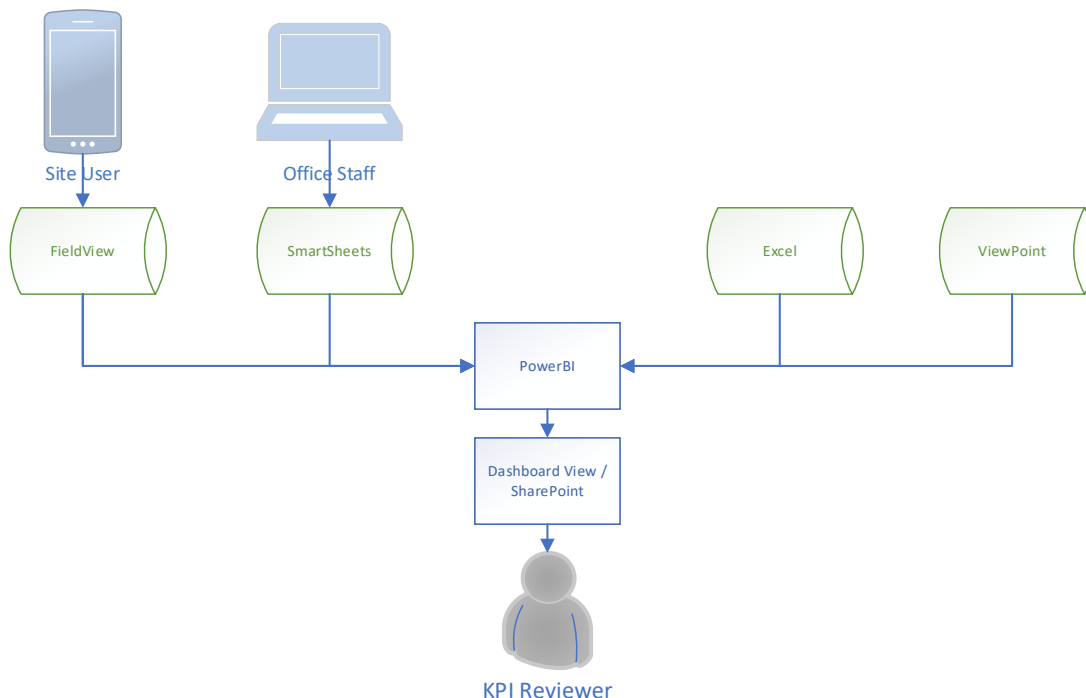 Site User
Office Staff
FieldView
SmartSheets
Excel
ViewPoint
PowerBI
Dashboard View /
SharePoint
KPI Reviewer